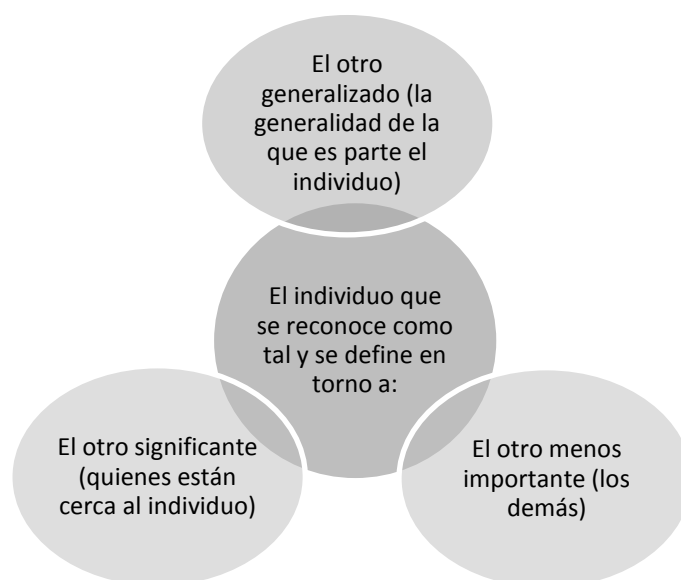 El otro
generalizado (la
generalidad de la
que es parte el
individuo)
El individuo que
se reconoce como
tal y se define en
torno a:
El otro significante
(quienes están
cerca al individuo)
El otro menos
importante (los
demás)